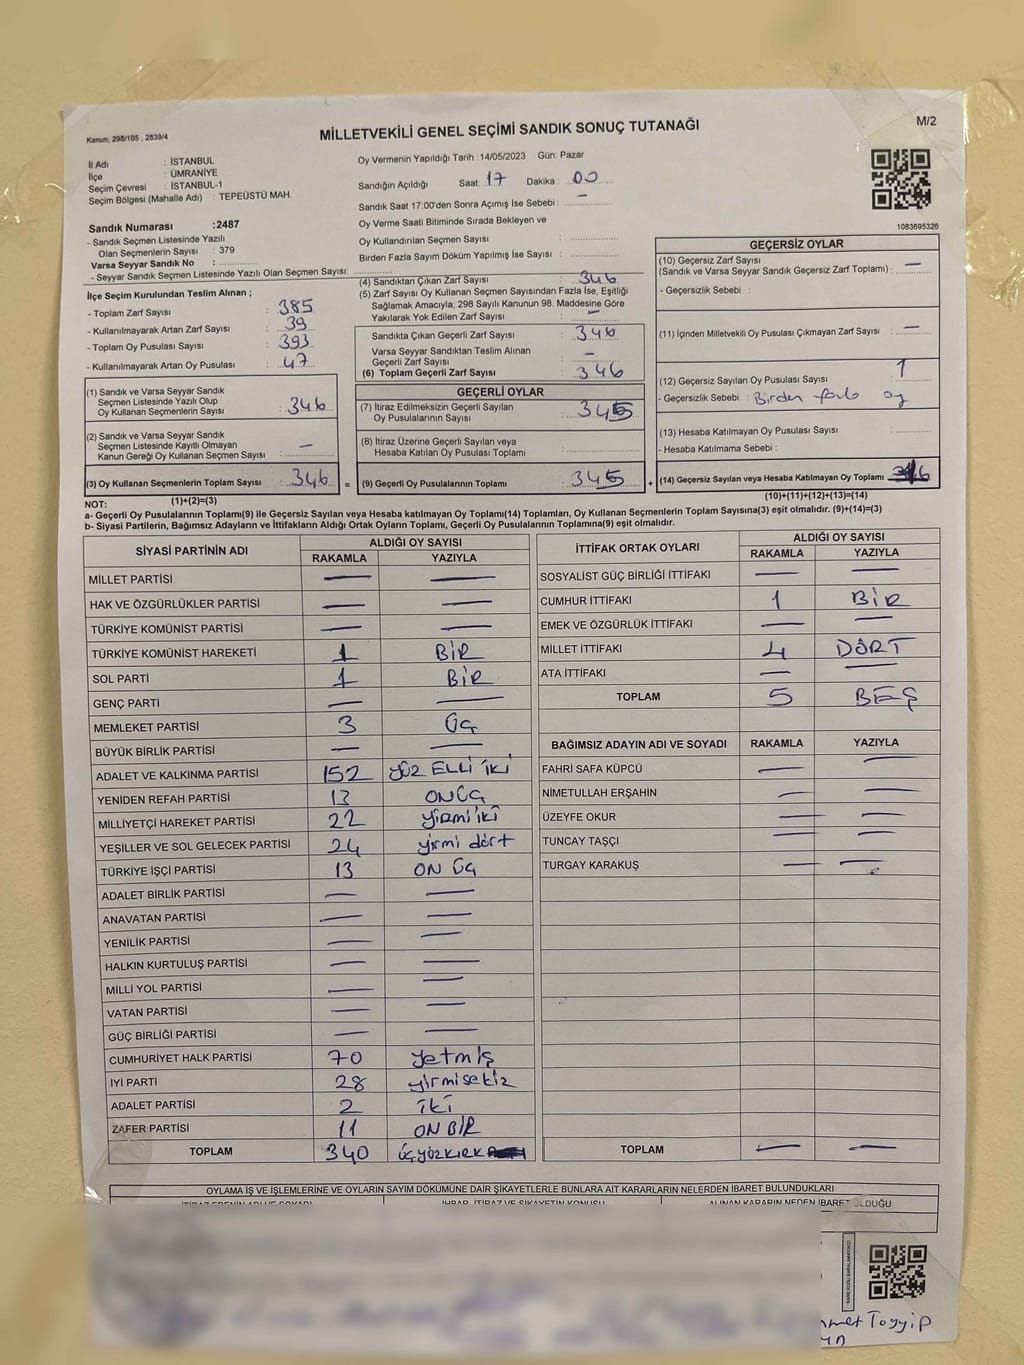 Kanun; 298/105 , 2839/4
MİLLETVEKİLİ GENEL SEÇİMİ SANDIK SONUÇ TUTANAĞI
M/2
İl Adı : İSTANBUL
İlçe : ÜMRANİYE
Seçim Çevresi : İSTANBUL-1
Seçim Bölgesi (Mahalle Adı) : TEPEÜSTÜ MAH.
Sandık Numarası :2487
- Sandık Seçmen Listesinde Yazılı
Olan Seçmenlerin Sayısı : 379
Varsa Seyyar Sandık No :
- Seyyar Sandık Seçmen Listesinde Yazılı Olan Seçmen Sayısı:
Oy Vermenin Yapıldığı Tarih :14/05/2023 Gün: Pazar
Sandığın Açıldığı Saat: 17 Dakika : 00
Sandık Saat 17:00'den Sonra Açımış İse Sebebi : —
Oy Verme Saati Bitiminde Sırada Bekleyen ve
Oy Kullandırılan Seçmen Sayısı :
Birden Fazla Sayım Döküm Yapılmış İse Sayısı :
1083695326
İlçe Seçim Kurulundan Teslim Alınan ;
- Toplam Zarf Sayısı : 385
- Kullanılmayarak Artan Zarf Sayısı : 39
- Toplam Oy Pusulası Sayısı : 393
- Kullanılmayarak Artan Oy Pusulası : 47
(1) Sandık ve Varsa Seyyar Sandık
Seçmen Listesinde Yazılı Olup
Oy Kullanan Seçmenlerin Sayısı : 346
(2) Sandık ve Varsa Seyyar Sandık
Seçmen Listesinde Kayıtlı Olmayan
Kanun Gereği Oy Kullanan Seçmen Sayısı : —
(3) Oy Kullanan Seçmenlerin Toplam Sayısı : 346 =
(1)+(2)=(3)
(4) Sandıktan Çıkan Zarf Sayısı : 346
(5) Zarf Sayısı Oy Kullanan Seçmen Sayısından Fazla İse, Eşitliği
Sağlamak Amacıyla; 298 Sayılı Kanunun 98. Maddesine Göre
Yakılarak Yok Edilen Zarf Sayısı : —
Sandıkta Çıkan Geçerli Zarf Sayısı : 346
Varsa Seyyar Sandıktan Teslim Alınan
Geçerli Zarf Sayısı : —
(6) Toplam Geçerli Zarf Sayısı : 346
GEÇERLİ OYLAR
(7) İtiraz Edilmeksizin Geçerli Sayılan
Oy Pusulalarının Sayısı : 345
(8) İtiraz Üzerine Geçerli Sayılan veya
Hesaba Katılan Oy Pusulası Toplamı :
(9) Geçerli Oy Pusulalarının Toplamı : 345 +
GEÇERSİZ OYLAR
(10) Geçersiz Zarf Sayısı : —
(Sandık ve Varsa Seyyar Sandık Geçersiz Zarf Toplamı)
- Geçersizlik Sebebi :
(11) İçinden Milletvekili Oy Pusulası Çıkmayan Zarf Sayısı : —
(12) Geçersiz Sayılan Oy Pusulası Sayısı : 1
- Geçersizlik Sebebi : Birden fazla oy
(13) Hesaba Katılmayan Oy Pusulası Sayısı :
- Hesaba Katılmama Sebebi :
(14) Geçersiz Sayılan veya Hesaba Katılmayan Oy Toplamı :
(10)+(11)+(12)+(13)=(14)
NOT:
a- Geçerli Oy Pusulalarının Toplamı(9) ile Geçersiz Sayılan veya Hesaba katılmayan Oy Toplamı(14) Toplamları, Oy Kullanan Seçmenlerin Toplam Sayısına(3) eşit olmalıdır. (9)+(14)=(3)
b- Siyasi Partilerin, Bağımsız Adayların ve İttifakların Aldığı Ortak Oyların Toplamı, Geçerli Oy Pusulalarının Toplamına(9) eşit olmalıdır.
SİYASİ PARTİNİN ADI ALDIĞI OY SAYISI
RAKAMLA YAZIYLA
MİLLET PARTİSİ — —
HAK VE ÖZGÜRLÜKLER PARTİSİ — —
TÜRKİYE KOMÜNİST PARTİSİ — —
TÜRKİYE KOMÜNİST HAREKETİ 1 BİR
SOL PARTİ 1 BİR
GENÇ PARTİ — —
MEMLEKET PARTİSİ 3 ÜÇ
BÜYÜK BİRLİK PARTİSİ — —
ADALET VE KALKINMA PARTİSİ 152 YÜZ ELLİ İKİ
YENİDEN REFAH PARTİSİ 13 ONÜÇ
MİLLİYETÇİ HAREKET PARTİSİ 22 yirmi iki
YEŞİLLER VE SOL GELECEK PARTİSİ 24 yirmi dört
TÜRKİYE İŞÇİ PARTİSİ 13 ON ÜÇ
ADALET BİRLİK PARTİSİ — —
ANAVATAN PARTİSİ — —
YENİLİK PARTİSİ — —
HALKIN KURTULUŞ PARTİSİ — —
MİLLİ YOL PARTİSİ — —
VATAN PARTİSİ — —
GÜÇ BİRLİĞİ PARTİSİ — —
CUMHURİYET HALK PARTİSİ 70 yetmiş
İYİ PARTİ 28 yirmisekiz
ADALET PARTİSİ 2 iki
ZAFER PARTİSİ 11 ON BİR
TOPLAM 340 üçyüzkırk
İTTİFAK ORTAK OYLARI ALDIĞI OY SAYISI
RAKAMLA YAZIYLA
SOSYALİST GÜÇ BİRLİĞİ İTTİFAKI — —
CUMHUR İTTİFAKI 1 BİR
EMEK VE ÖZGÜRLÜK İTTİFAKI — —
MİLLET İTTİFAKI 4 DÖRT
ATA İTTİFAKI — —
TOPLAM 5 BEŞ
BAĞIMSIZ ADAYIN ADI VE SOYADI RAKAMLA YAZIYLA
FAHRİ SAFA KÜPCÜ — —
NİMETULLAH ERŞAHİN — —
ÜZEYFE OKUR — —
TUNCAY TAŞÇI — —
TURGAY KARAKUŞ — —
TOPLAM — —
OYLAMA İŞ VE İŞLEMLERİNE VE OYLARIN SAYIM DÖKÜMÜNE DAİR ŞİKAYETLERLE BUNLARA AİT KARARLARIN NELERDEN İBARET BULUNDUKLARI
İTİRAZ EDENİN ADI VE SOYADI İHBAR, İTİRAZ VE ŞİKAYETİN KONUSU ALINAN KARARIN NEDEN İBARET OLDUĞU
Tayyip